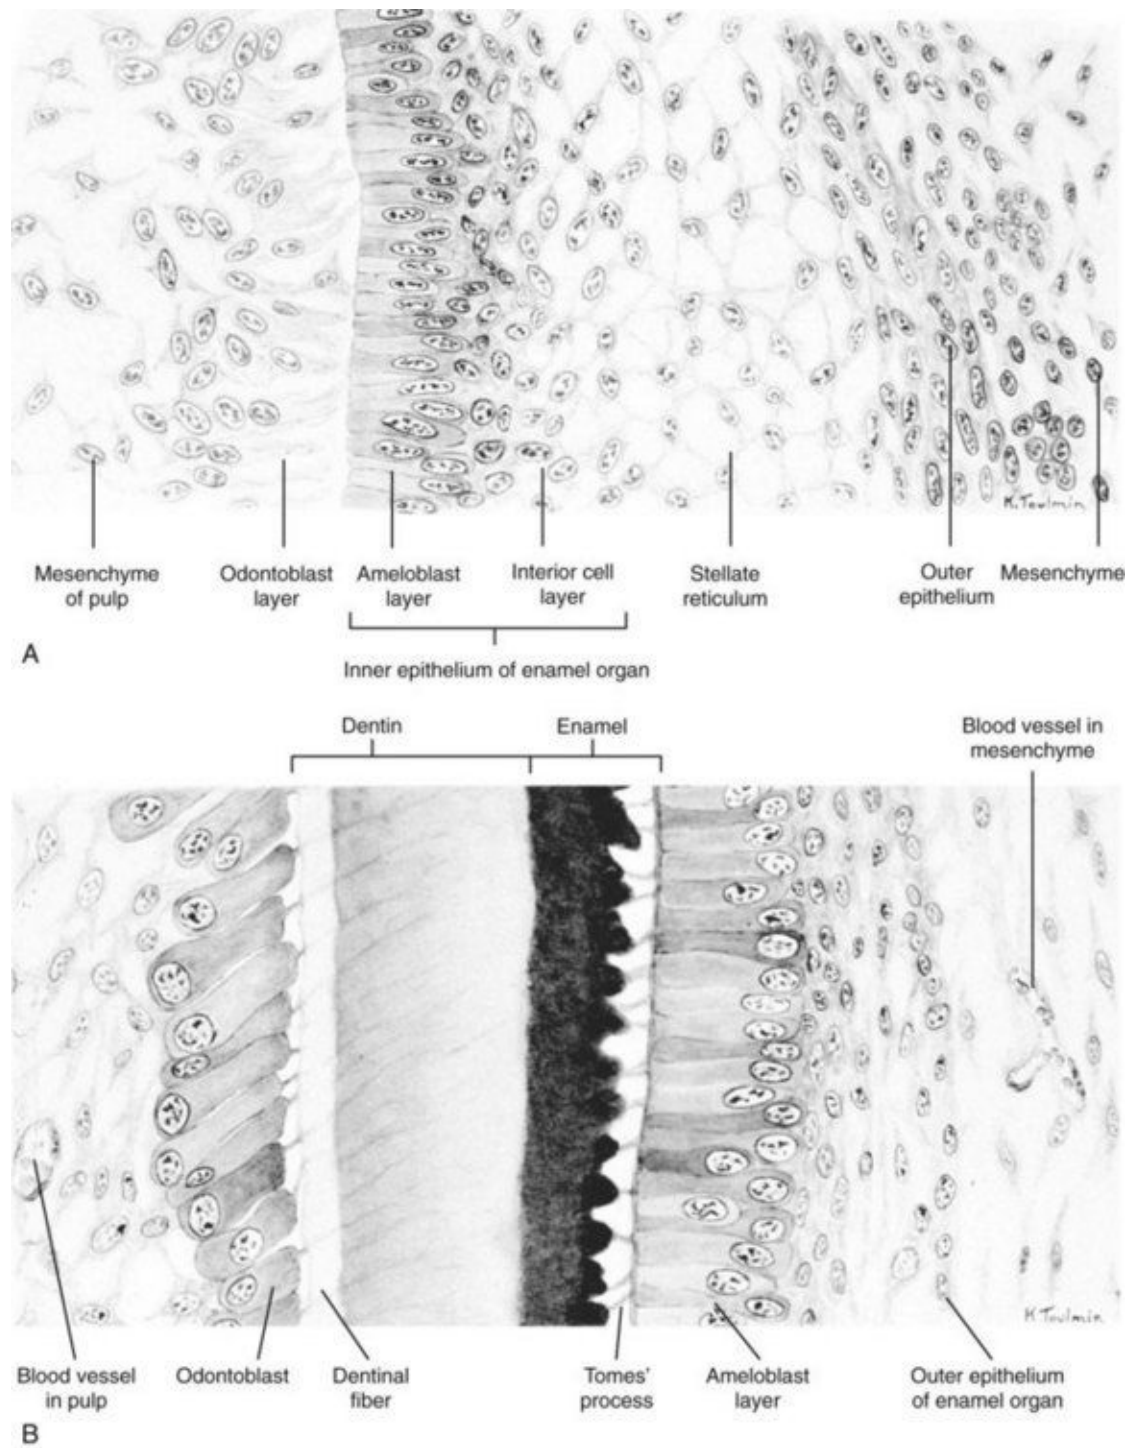 K. Toulmin
Mesenchyme
of pulp
Odontoblast
layer
Ameloblast
layer
Interior cell
layer
Stellate
reticulum
Outer
epithelium
Mesenchyme
A
Inner epithelium of enamel organ
Dentin
Enamel
Blood vessel in
mesenchyme
K Toulmin
Blood vessel
in pulp
Odontoblast
Dentinal
fiber
Tomes'
process
Ameloblast
layer
Outer epithelium
of enamel organ
B